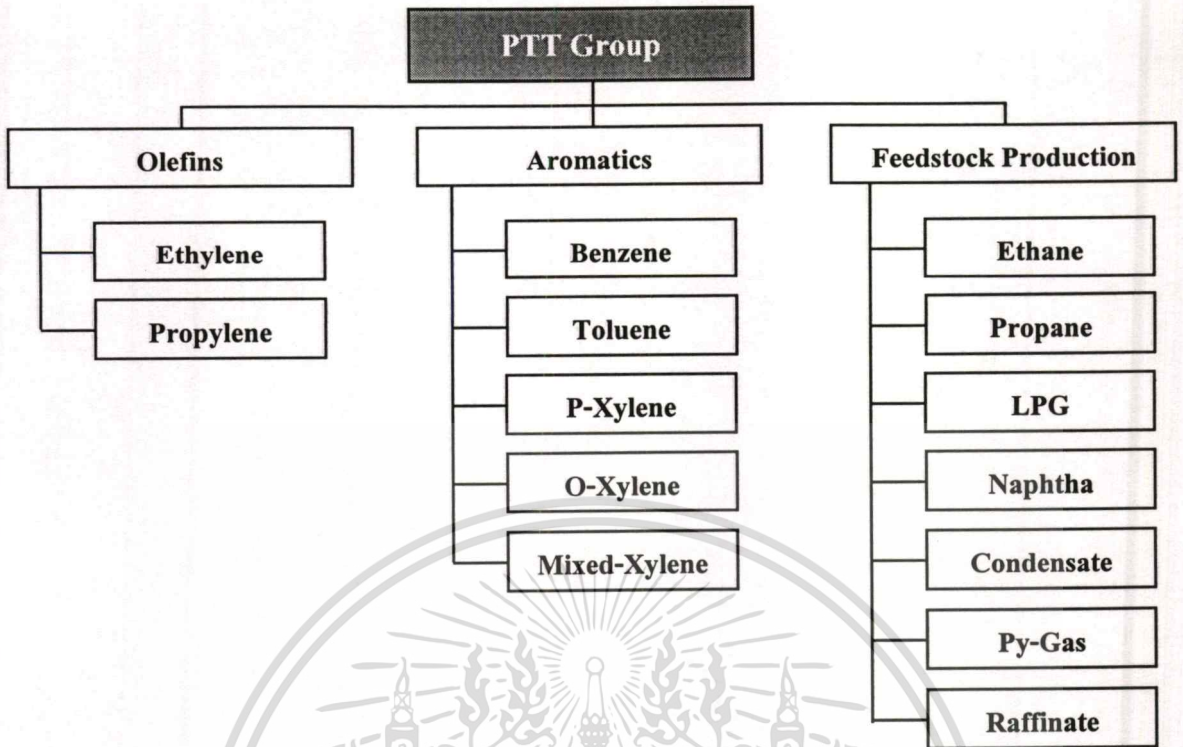 PTT Group
Olefins
Ethylene
Propylene
Aromatics
Benzene
Toluene
P-Xylene
O-Xylene
Mixed-Xylene
Feedstock Production
Ethane
Propane
LPG
Naphtha
Condensate
Py-Gas
Raffinate